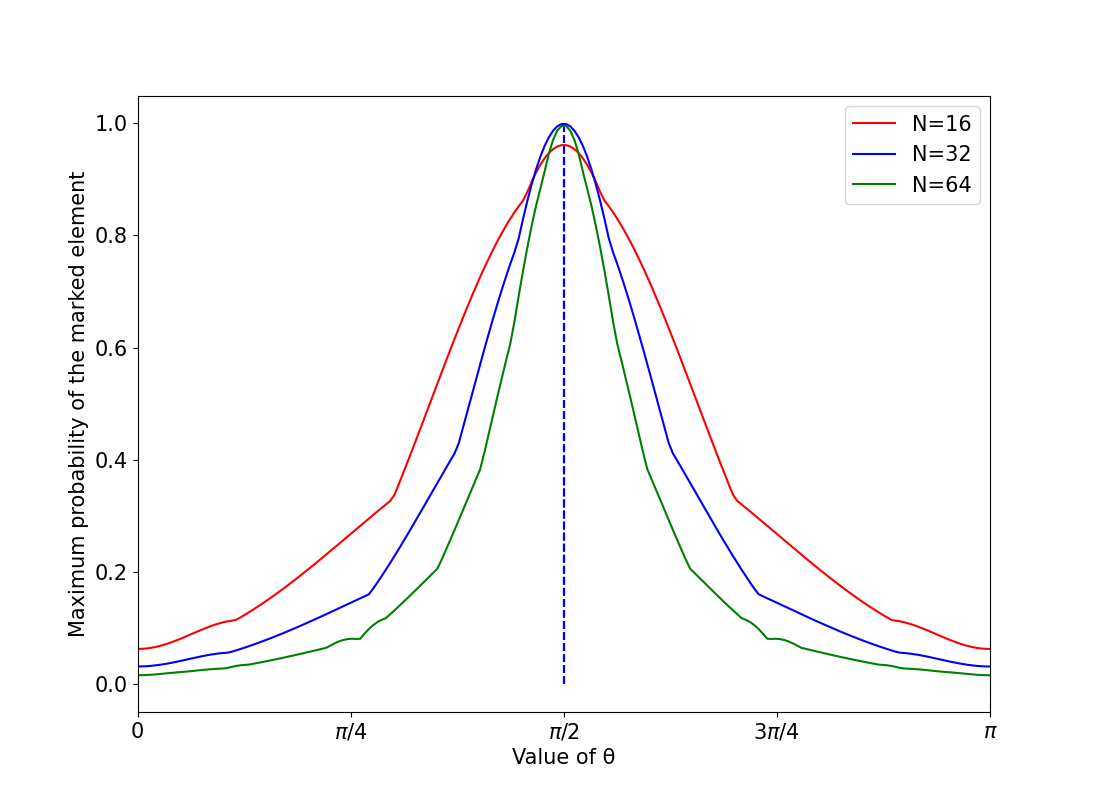 N=16
N=32
N=64
Maximum probability of the marked element
1.0
0.8
0.6
0.4
0.2
0.0
0 π/4 π/2 3π/4 π
Value of θ